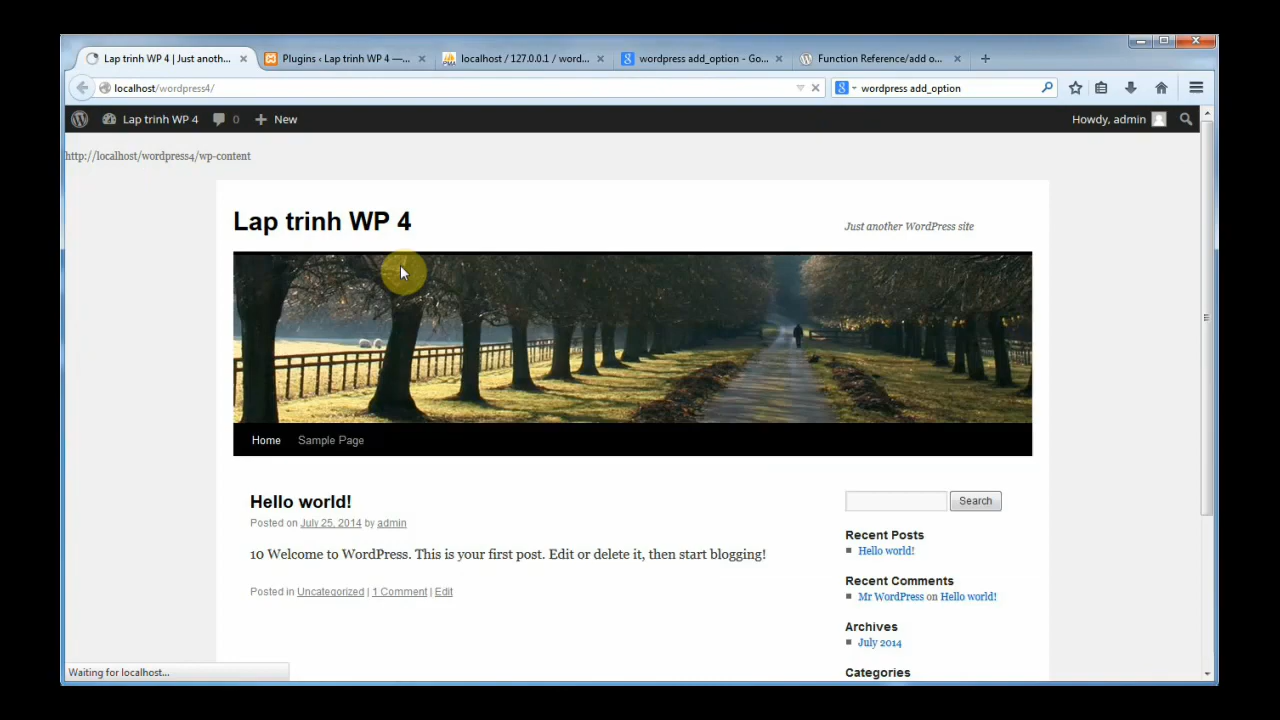 Lap trinh WP 4 | Just anoth...
Plugins ‹ Lap trinh WP 4 —...
localhost / 127.0.0.1 / word...
wordpress add_option - Go...
Function Reference/add o...
localhost/wordpress4/
wordpress add_option
Lap trinh WP 4
0
New
Howdy, admin
http://localhost/wordpress4/wp-content
Lap trinh WP 4
Just another WordPress site
Home
Sample Page
Hello world!
Posted on July 25, 2014 by admin
10 Welcome to WordPress. This is your first post. Edit or delete it, then start blogging!
Posted in Uncategorized | 1 Comment | Edit
Search
Recent Posts
Hello world!
Recent Comments
Mr WordPress on Hello world!
Archives
July 2014
Categories
Waiting for localhost...